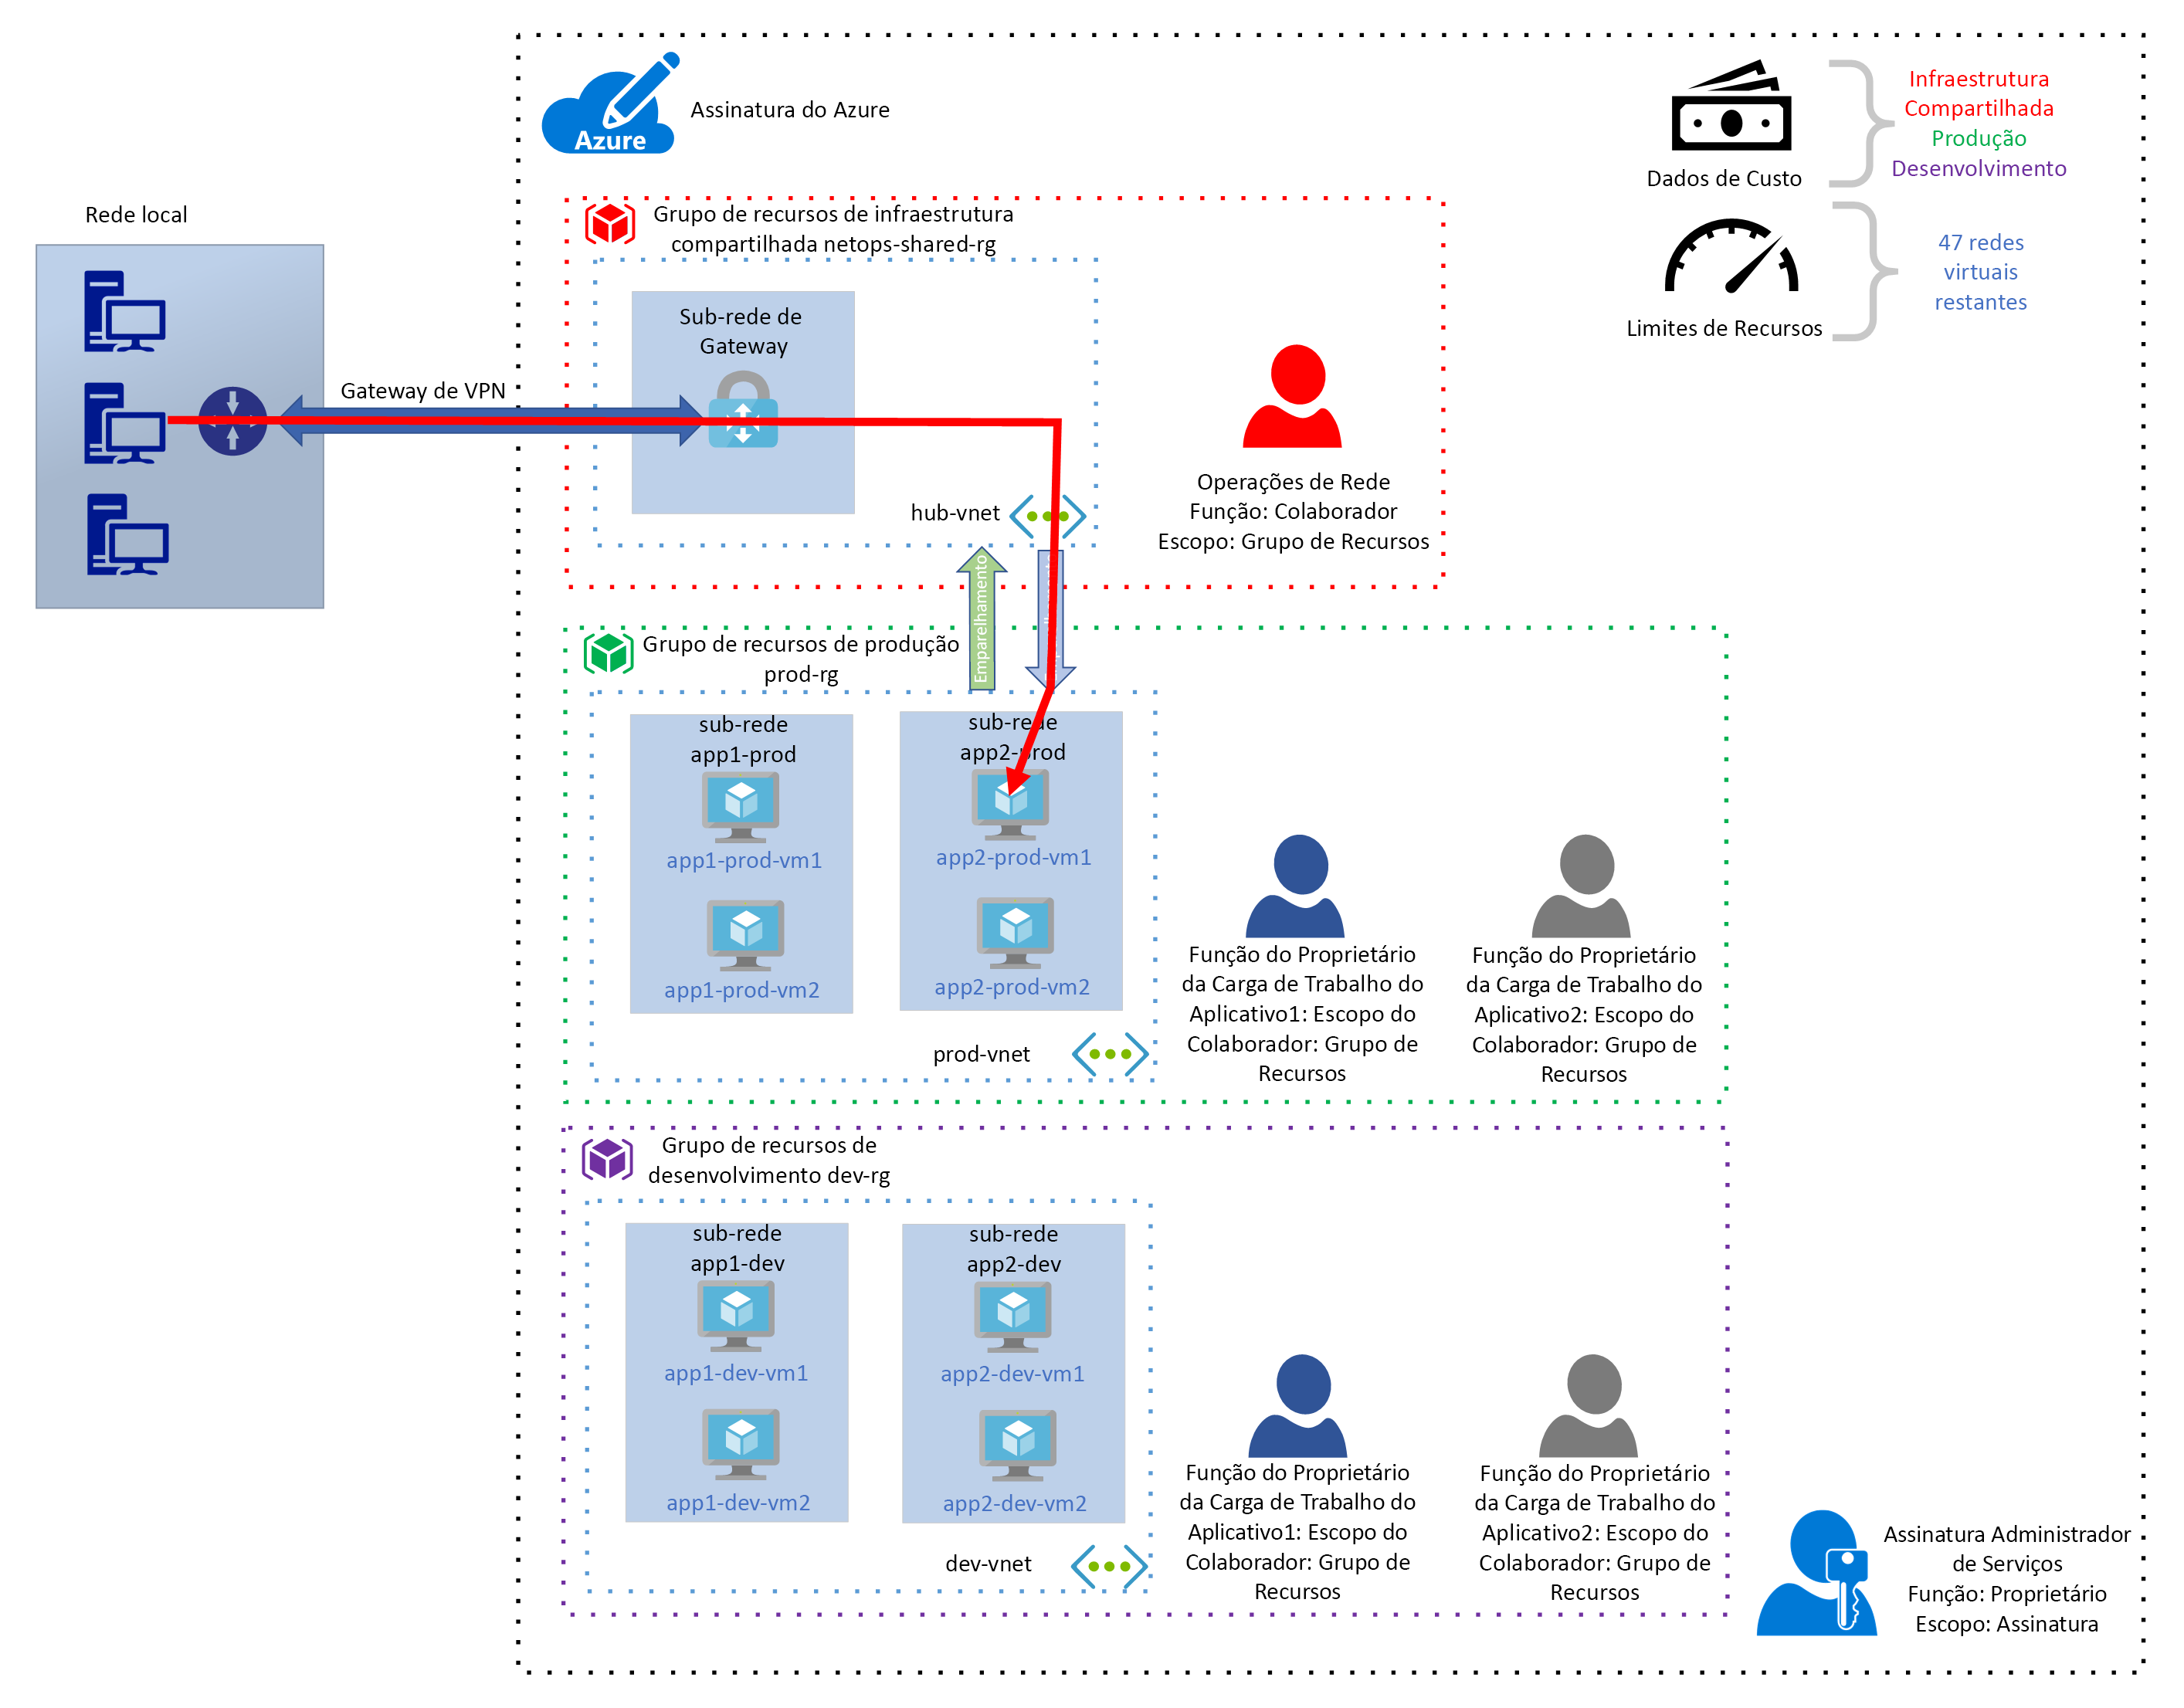 Azure
Assinatura do Azure
Dados de Custo
Infraestrutura
Compartilhada
Produção
Desenvolvimento
Limites de Recursos
47 redes
virtuais
restantes
Rede local
Gateway de VPN
Grupo de recursos de infraestrutura
compartilhada netops-shared-rg
Sub-rede de
Gateway
hub-vnet
Operações de Rede
Função: Colaborador
Escopo: Grupo de Recursos
Emparelhamento
Grupo de recursos de produção
prod-rg
sub-rede
app1-prod
app1-prod-vm1
app1-prod-vm2
sub-rede
app2-prod
app2-prod-vm1
app2-prod-vm2
prod-vnet
Função do Proprietário
da Carga de Trabalho do
Aplicativo1: Escopo do
Colaborador: Grupo de
Recursos
Função do Proprietário
da Carga de Trabalho do
Aplicativo2: Escopo do
Colaborador: Grupo de
Recursos
Grupo de recursos de
desenvolvimento dev-rg
sub-rede
app1-dev
app1-dev-vm1
app1-dev-vm2
sub-rede
app2-dev
app2-dev-vm1
app2-dev-vm2
dev-vnet
Função do Proprietário
da Carga de Trabalho do
Aplicativo1: Escopo do
Colaborador: Grupo de
Recursos
Função do Proprietário
da Carga de Trabalho do
Aplicativo2: Escopo do
Colaborador: Grupo de
Recursos
Assinatura Administrador
de Serviços
Função: Proprietário
Escopo: Assinatura